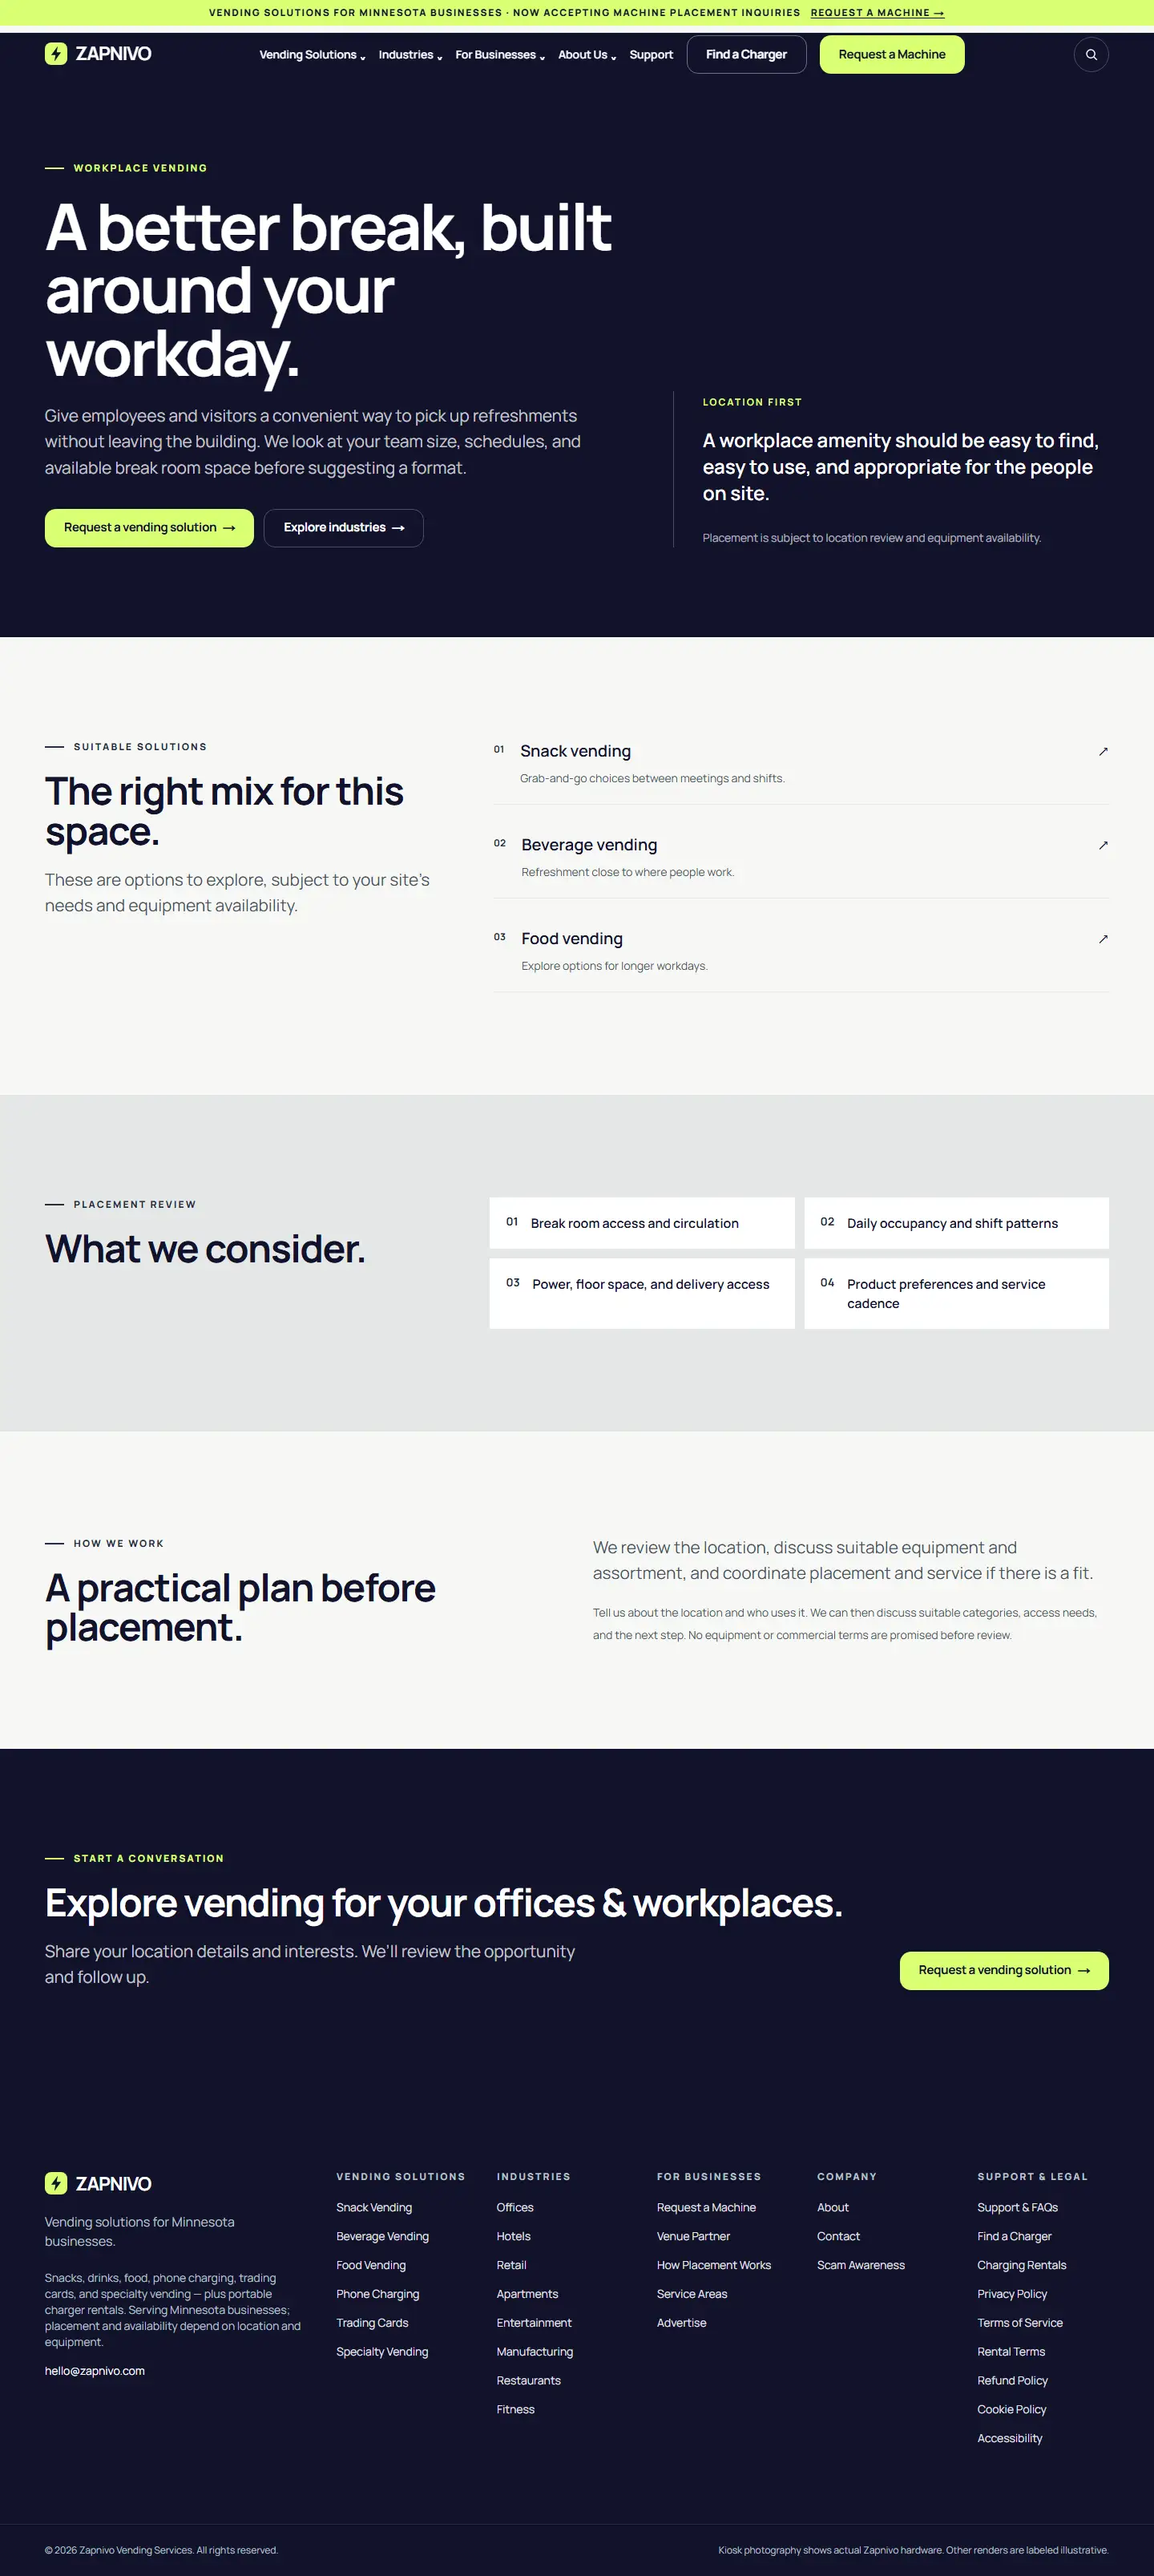 VENDING SOLUTIONS FOR MINNESOTA BUSINESSES · NOW ACCEPTING MACHINE PLACEMENT INQUIRIES REQUEST A MACHINE →
ZAPNIVO
Vending Solutions Industries For Businesses About Us Support Find a Charger Request a Machine
WORKPLACE VENDING
A better break, built
around your
workday.
Give employees and visitors a convenient way to pick up refreshments
without leaving the building. We look at your team size, schedules, and
available break room space before suggesting a format.
Request a vending solution →
Explore industries →
LOCATION FIRST
A workplace amenity should be easy to find,
easy to use, and appropriate for the people
on site.
Placement is subject to location review and equipment availability.
SUITABLE SOLUTIONS
The right mix for this
space.
These are options to explore, subject to your site's
needs and equipment availability.
01 Snack vending ↗
Grab-and-go choices between meetings and shifts.
02 Beverage vending ↗
Refreshment close to where people work.
03 Food vending ↗
Explore options for longer workdays.
PLACEMENT REVIEW
What we consider.
01 Break room access and circulation
02 Daily occupancy and shift patterns
03 Power, floor space, and delivery access
04 Product preferences and service
cadence
HOW WE WORK
A practical plan before
placement.
We review the location, discuss suitable equipment and
assortment, and coordinate placement and service if there is a fit.
Tell us about the location and who uses it. We can then discuss suitable categories, access needs,
and the next step. No equipment or commercial terms are promised before review.
START A CONVERSATION
Explore vending for your offices & workplaces.
Share your location details and interests. We'll review the opportunity
and follow up.
Request a vending solution →
ZAPNIVO
Vending solutions for Minnesota
businesses.
Snacks, drinks, food, phone charging, trading
cards, and specialty vending — plus portable
charger rentals. Serving Minnesota businesses;
placement and availability depend on location and
equipment.
hello@zapnivo.com
VENDING SOLUTIONS
Snack Vending
Beverage Vending
Food Vending
Phone Charging
Trading Cards
Specialty Vending
INDUSTRIES
Offices
Hotels
Retail
Apartments
Entertainment
Manufacturing
Restaurants
Fitness
FOR BUSINESSES
Request a Machine
Venue Partner
How Placement Works
Service Areas
Advertise
COMPANY
About
Contact
Scam Awareness
SUPPORT & LEGAL
Support & FAQs
Find a Charger
Charging Rentals
Privacy Policy
Terms of Service
Rental Terms
Refund Policy
Cookie Policy
Accessibility
© 2026 Zapnivo Vending Services. All rights reserved.
Kiosk photography shows actual Zapnivo hardware. Other renders are labeled illustrative.